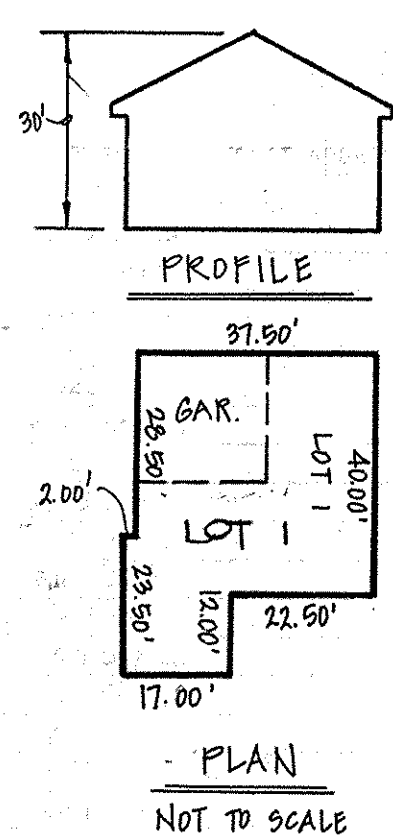 30'
PROFILE
37.50'
GAR.
28.50'
LOT 1
40.00'
2.00'
LOT 1
23.50'
12.00'
22.50'
17.00'
PLAN
NOT TO SCALE